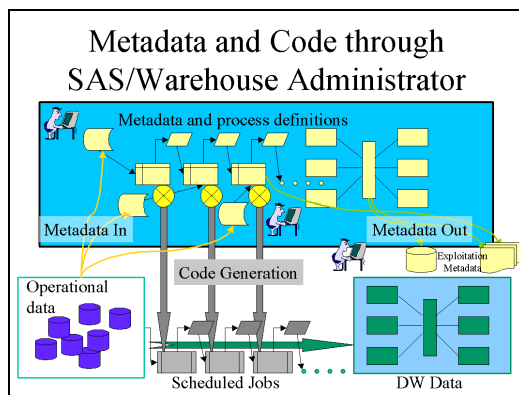 Metadata and Code through
SAS/Warehouse Administrator
Metadata and process definitions
Metadata In
Metadata Out
Exploitation
Metadata
Code Generation
Operational
data
Scheduled Jobs
DW Data